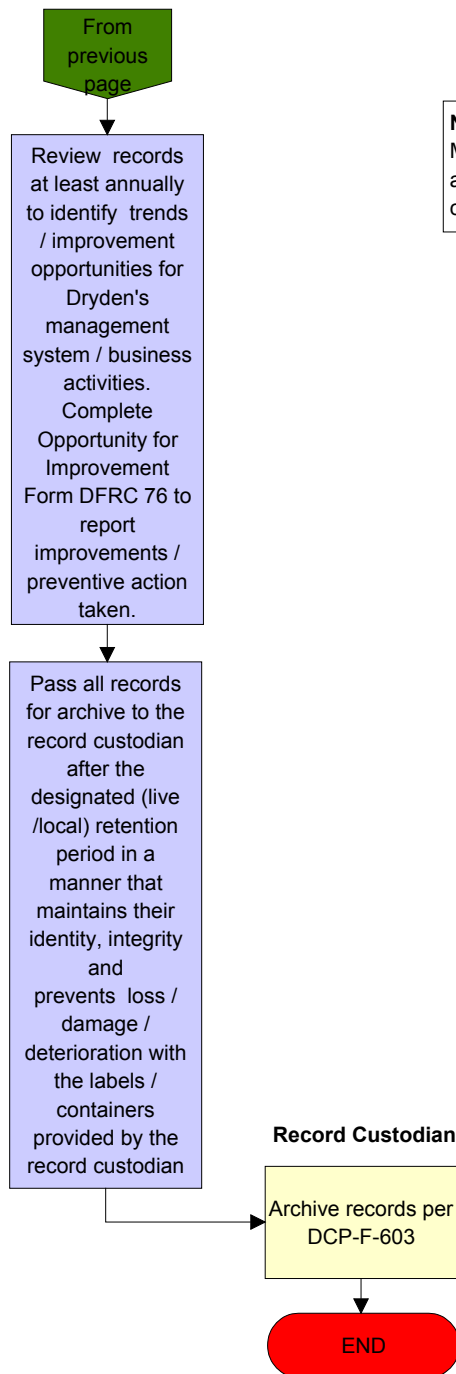 From
previous
page
Review records
at least annually
to identify trends
/ improvement
opportunities for
Dryden's
management
system / business
activities.
Complete
Opportunity for
Improvement
Form DFRC 76 to
report
improvements /
preventive action
taken.
Pass all records
for archive to the
record custodian
after the
designated (live
/local) retention
period in a
manner that
maintains their
identity, integrity
and
prevents loss /
damage /
deterioration with
the labels /
containers
provided by the
record custodian
Record Custodian
Archive records per
DCP-F-603
END